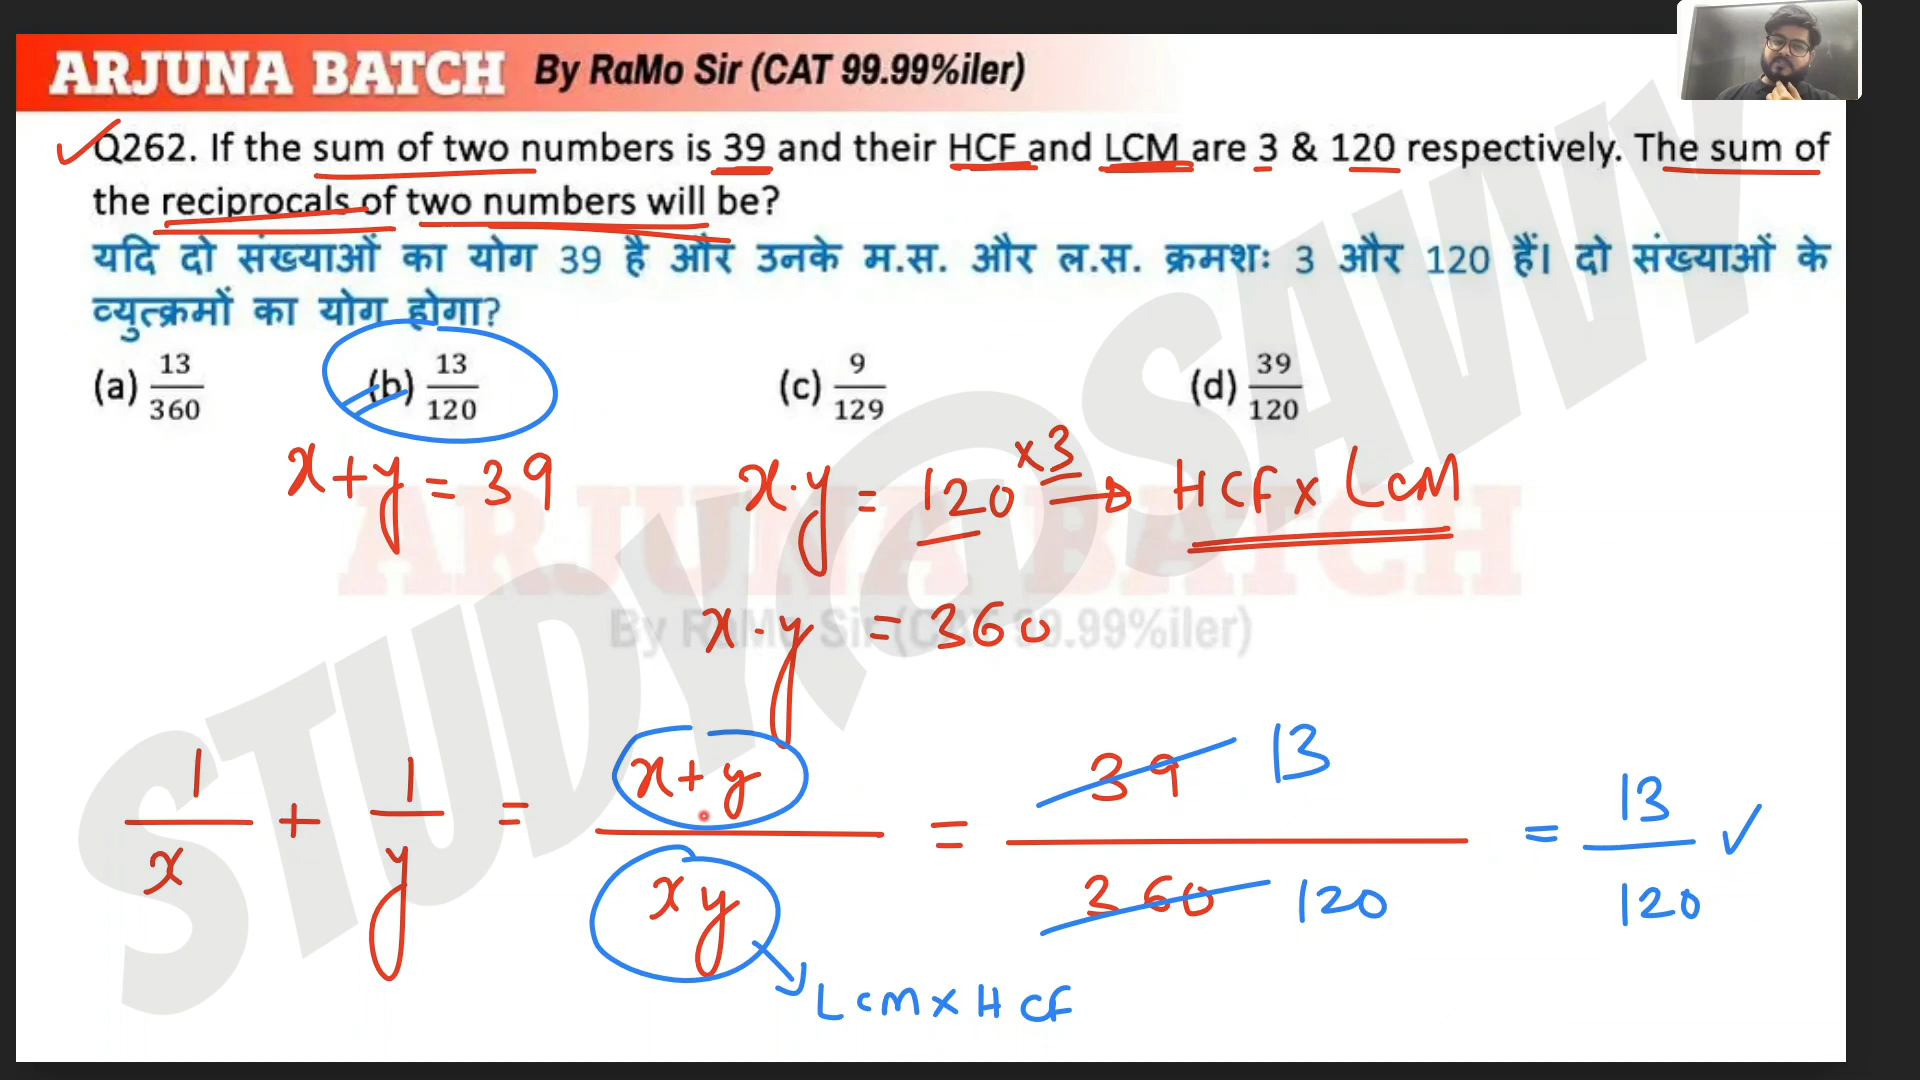 ARJUNA BATCH By RaMo Sir (CAT 99.99%iler)
Q262. If the sum of two numbers is 39 and their HCF and LCM are 3 & 120 respectively. The sum of
the reciprocals of two numbers will be?
यदि दो संख्याओं का योग 39 है और उनके म.स. और ल.स. क्रमशः 3 और 120 हैं। दो संख्याओं के
व्युत्क्रमों का योग होगा?
(a) 13/360 (b) 13/120 (c) 9/129 (d) 39/120
x+y = 39 x.y = 120 ×3 → HCF × LCM
x.y = 360
1/x + 1/y = x+y/xy = 39/360 13/120 = 13/120 ✓
LCM × HCF
STUDY@SAVVY
ARJUNA BATCH
By RaMo Sir (CAT 99.99%iler)